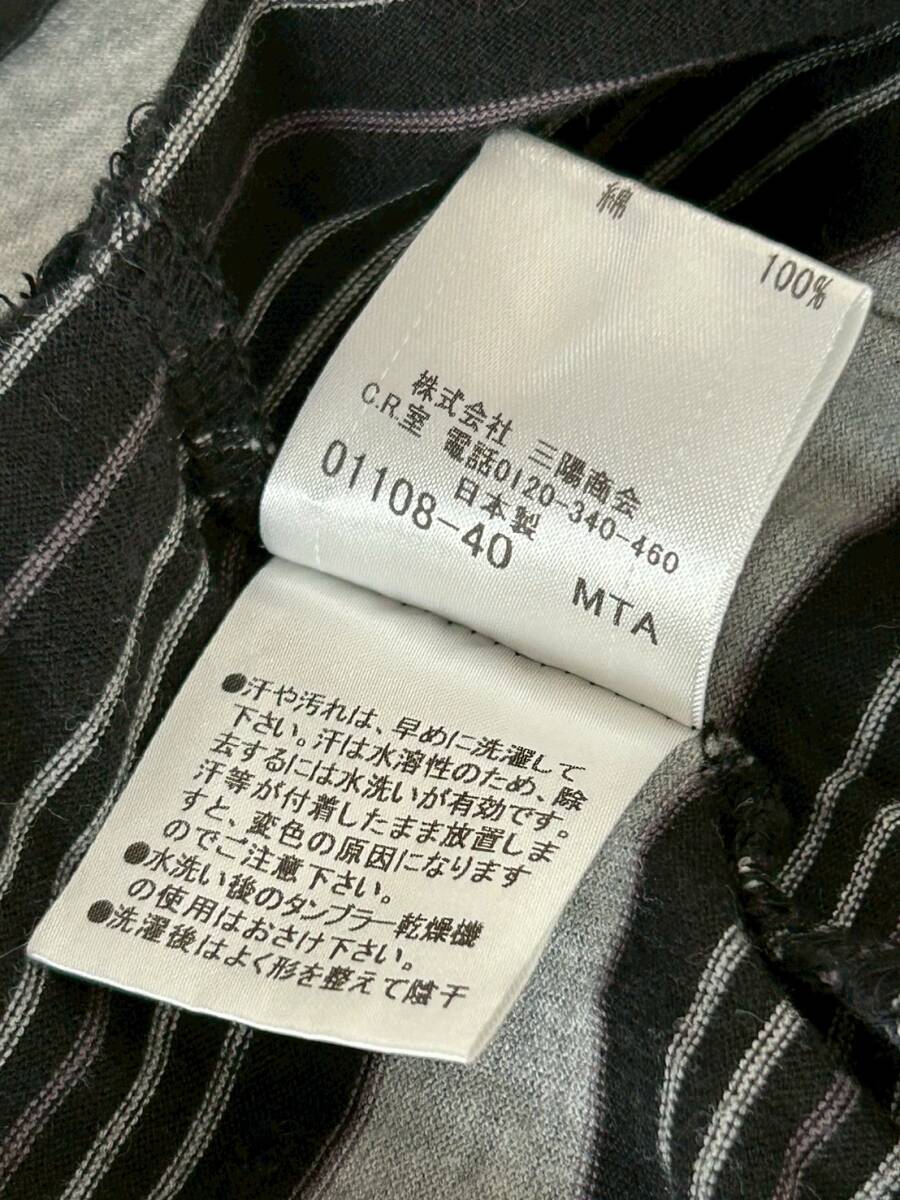 綿
100%
株式会社 三陽商会
C.R.室 電話0120-340-460
日本製
01108-40
MTA
●汗や汚れは、早めに洗濯して
下さい。汗は水溶性のため、除
去するには水洗いが有効です。
汗等が付着したまま放置しま
すと、変色の原因になります
のでご注意下さい。
●水洗い後のタンブラー乾燥機
の使用はおさけ下さい。
●洗濯後はよく形を整えて陰干